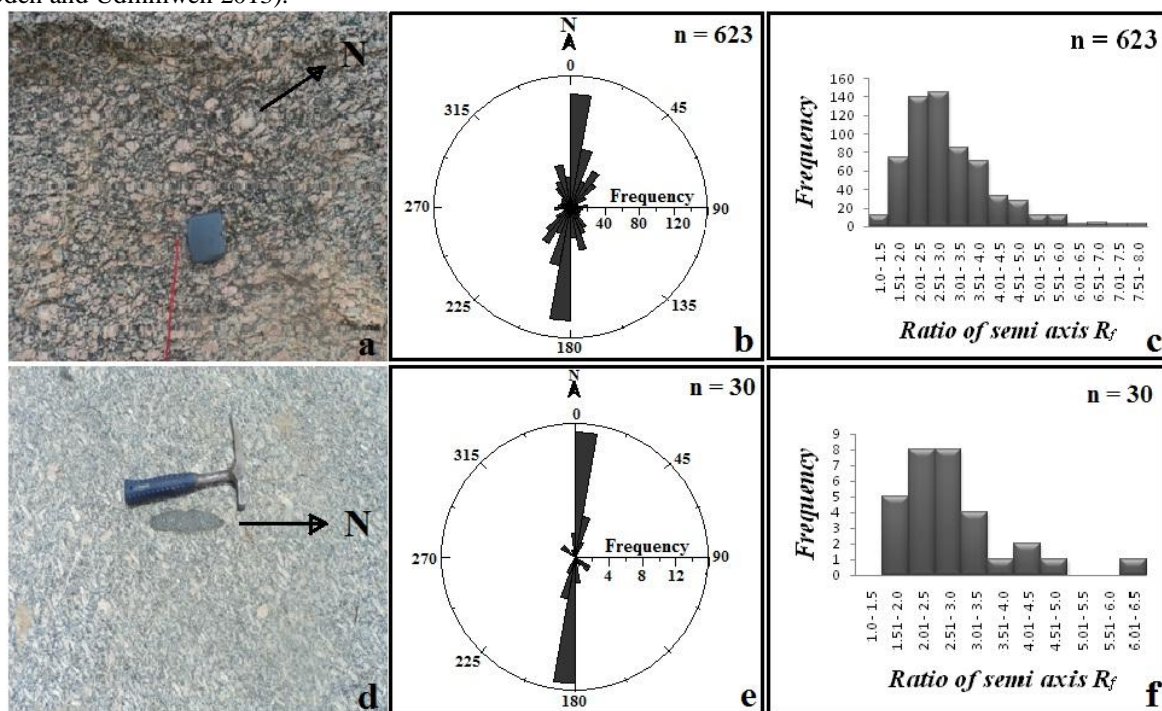 N
a
N
n = 623
0
315
45
Frequency
270
40 80 120
90
225
135
180
b
n = 623
160
140
120
100
80
60
40
20
0
Frequency
1.0 - 1.5
1.51 - 2.0
2.01 - 2.5
2.51 - 3.0
3.01 - 3.5
3.51 - 4.0
4.01 - 4.5
4.51 - 5.0
5.01 - 5.5
5.51 - 6.0
6.01 - 6.5
6.51 - 7.0
7.01 - 7.5
7.51 - 8.0
Ratio of semi axis Rf
c
N
d
N
n = 30
0
315
45
Frequency
270
4 8 12
90
225
135
180
e
n = 30
9
8
7
6
5
4
3
2
1
0
Frequency
1.0 - 1.5
1.51 - 2.0
2.01 - 2.5
2.51 - 3.0
3.01 - 3.5
3.51 - 4.0
4.01 - 4.5
4.51 - 5.0
5.01 - 5.5
5.51 - 6.0
6.01 - 6.5
Ratio of semi axis Rf
f